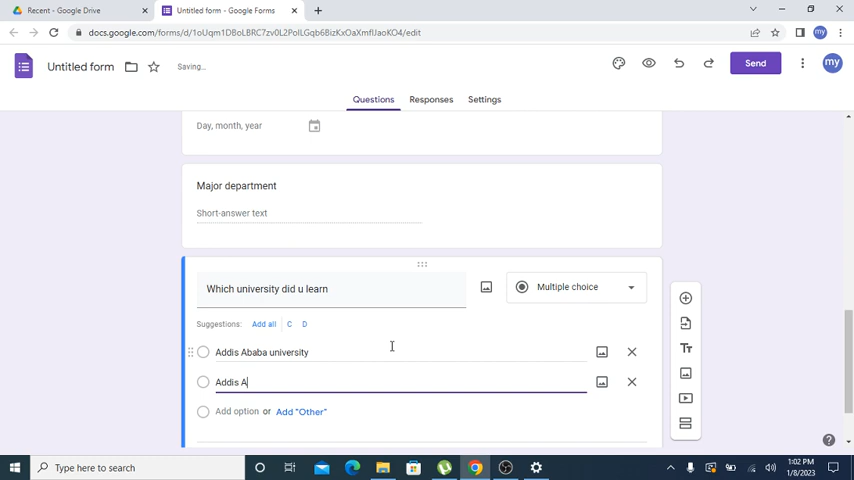 Recent - Google Drive
Untitled form - Google Forms
docs.google.com/forms/d/1oUqm1DBoLBRC7zv0L2PolLGqb6BizKxOaXmfIJaoKO4/edit
Untitled form
Saving...
Send
my
Questions
Responses
Settings
Day, month, year
Major department
Short-answer text
Which university did u learn
Multiple choice
Suggestions: Add all C D
Addis Ababa university
Addis A
Add option or Add "Other"
Type here to search
1:02 PM
1/8/2023